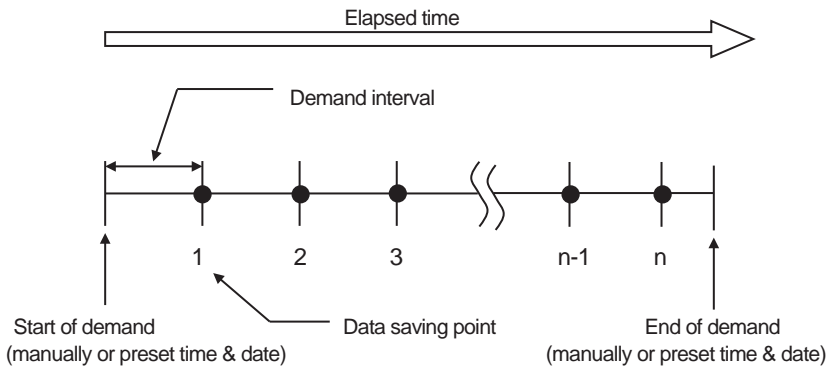 Elapsed time
Demand interval
1
2
3
n-1
n
Start of demand
(manually or preset time & date)
Data saving point
End of demand
(manually or preset time & date)